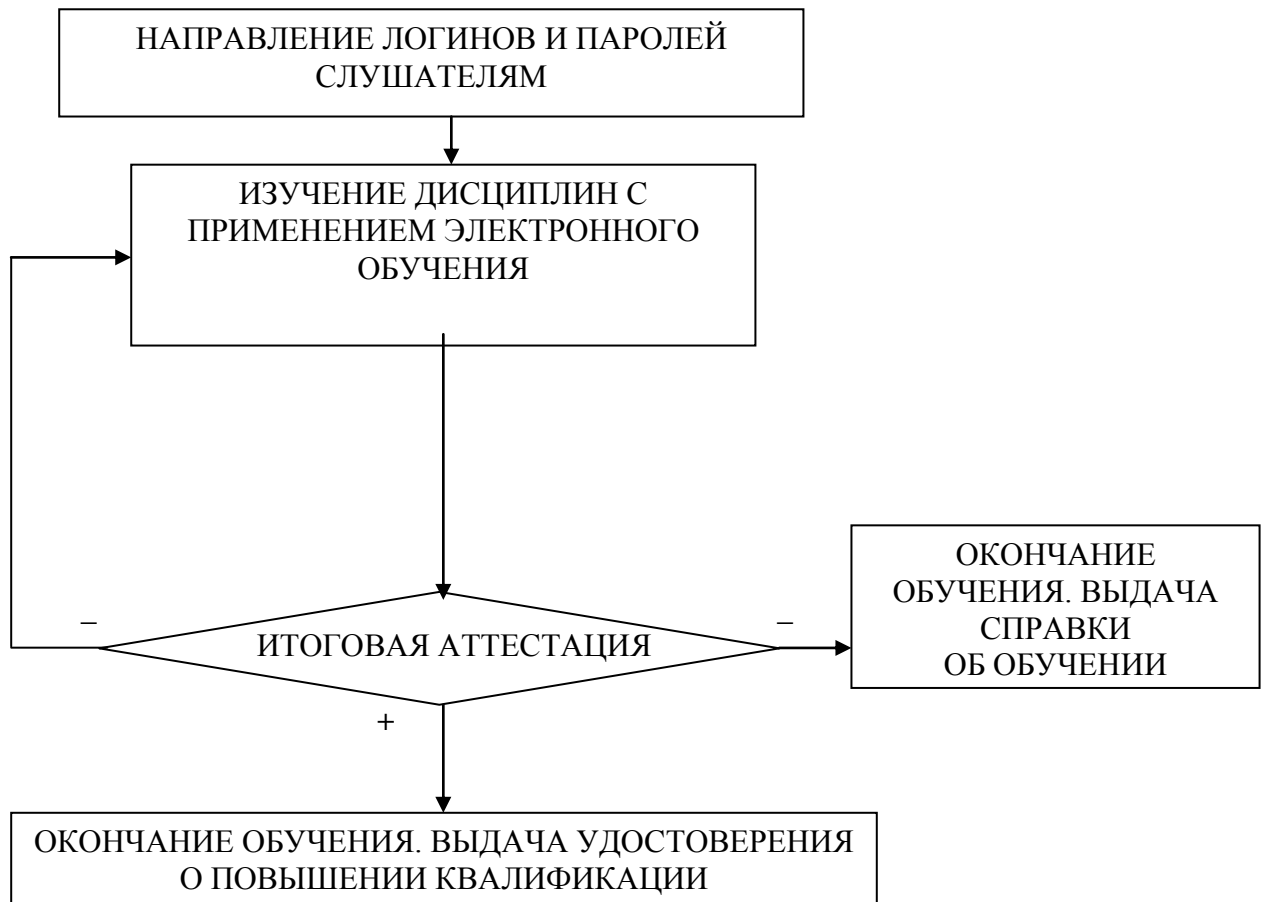 НАПРАВЛЕНИЕ ЛОГИНОВ И ПАРОЛЕЙ
СЛУШАТЕЛЯМ
ИЗУЧЕНИЕ ДИСЦИПЛИН С
ПРИМЕНЕНИЕМ ЭЛЕКТРОННОГО
ОБУЧЕНИЯ
ОКОНЧАНИЕ
ОБУЧЕНИЯ. ВЫДАЧА
СПРАВКИ
ОБ ОБУЧЕНИИ
–
ИТОГОВАЯ АТТЕСТАЦИЯ
–
+
ОКОНЧАНИЕ ОБУЧЕНИЯ. ВЫДАЧА УДОСТОВЕРЕНИЯ
О ПОВЫШЕНИИ КВАЛИФИКАЦИИ